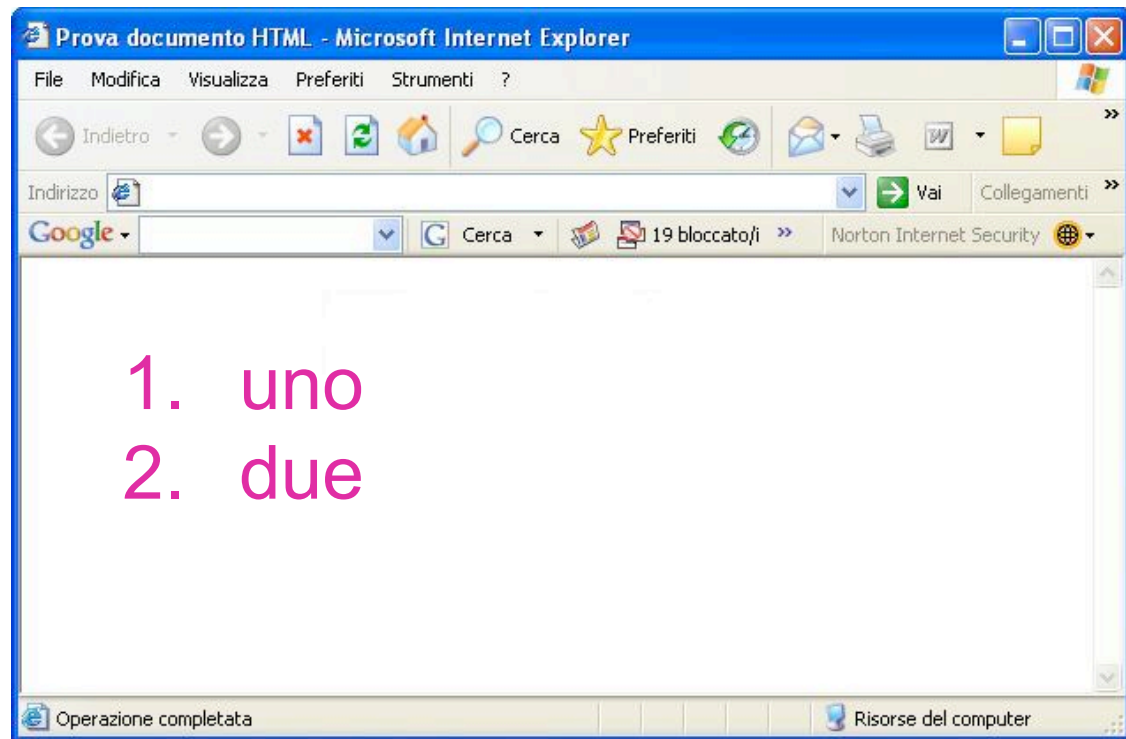 Prova documento HTML - Microsoft Internet Explorer
File Modifica Visualizza Preferiti Strumenti ?
Indietro Cerca Preferiti W »
Indirizzo Vai Collegamenti »
Google G Cerca 19 bloccato/i » Norton Internet Security
1. uno
2. due
Operazione completata Risorse del computer